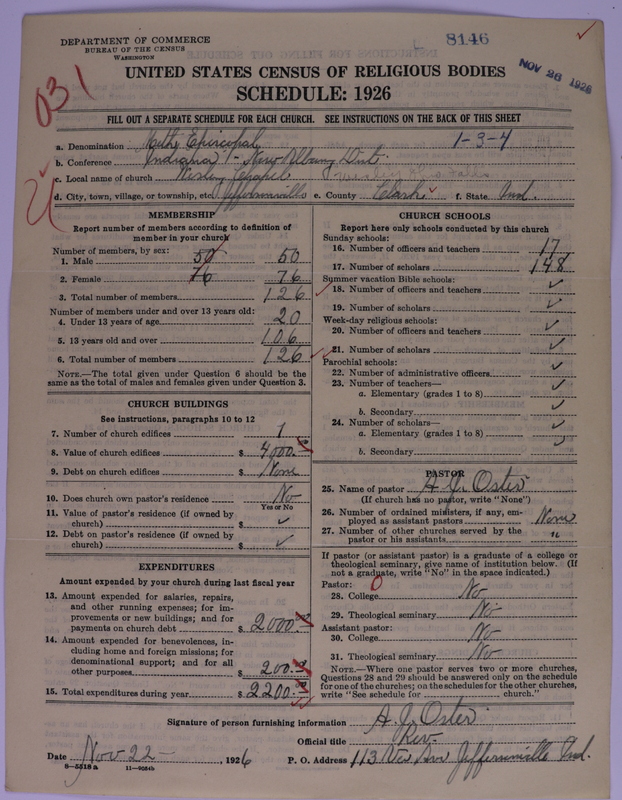 DEPARTMENT OF COMMERCE
BUREAU OF THE CENSUS
WASHINGTON
8146
NOV 26 1926
UNITED STATES CENSUS OF RELIGIOUS BODIES
SCHEDULE: 1926
031
FILL OUT A SEPARATE SCHEDULE FOR EACH CHURCH. SEE INSTRUCTIONS ON THE BACK OF THIS SHEET
a. Denomination Meth. Episcopal 1-3-4
b. Conference Indiana - New Albany Dist.
c. Local name of church Wesley Chapel
d. City, town, village, or township, etc. Jeffersonville e. County Clark f. State Ind.
MEMBERSHIP
Report number of members according to definition of
member in your church
Number of members, by sex:
1. Male 50 50
2. Female 76 76
3. Total number of members 126
Number of members under and over 13 years old:
4. Under 13 years of age 20
5. 13 years old and over 106
6. Total number of members 126
NOTE.—The total given under Question 6 should be
same as the total of males and females given under Question 3.
CHURCH BUILDINGS
See instructions, paragraphs 10 to 12
7. Number of church edifices 1
8. Value of church edifices $ 4000.
9. Debt on church edifices $ None
10. Does church own pastor's residence No
Yes or No
11. Value of pastor's residence (if owned by
church) $ ✓
12. Debt on pastor's residence (if owned by
church) $ ✓
EXPENDITURES
Amount expended by your church during last fiscal year
13. Amount expended for salaries, repairs,
and other running expenses; for im-
provements or new buildings; and for
payments on church debt $ 2000.
14. Amount expended for benevolences, in-
cluding home and foreign missions; for
denominational support; and for all
other purposes $ 200.
15. Total expenditures during year $ 2200.
CHURCH SCHOOLS
Report here only schools conducted by this church
Sunday schools:
16. Number of officers and teachers 17
17. Number of scholars 148
Summer vacation Bible schools:
18. Number of officers and teachers ✓
19. Number of scholars ✓
Week-day religious schools:
20. Number of officers and teachers ✓
21. Number of scholars ✓
Parochial schools:
22. Number of administrative officers ✓
23. Number of teachers—
a. Elementary (grades 1 to 8) ✓
b. Secondary ✓
24. Number of scholars—
a. Elementary (grades 1 to 8) ✓
b. Secondary ✓
PASTOR
25. Name of pastor A. J. Oster
(If church has no pastor, write "None")
26. Number of ordained ministers, if any, em-
ployed as assistant pastors None
27. Number of other churches served by the
pastor or his assistants "
If pastor (or assistant pastor) is a graduate of a college or
theological seminary, give name of institution below. (If
not a graduate, write "No" in the space indicated.)
Pastor: 0
28. College No
29. Theological seminary No
Assistant pastor:
30. College No
31. Theological seminary No
NOTE.—Where one pastor serves two or more churches,
Questions 28 and 29 should be answered only on the schedule
for one of the churches; on the schedules for the other churches,
write "See schedule for church."
Signature of person furnishing information A. J. Oster
Official title Rev.
Date Nov 22 — , 1926 P. O. Address 113 Ave Jeffersonville Ind.
8—5518a 11—9554b